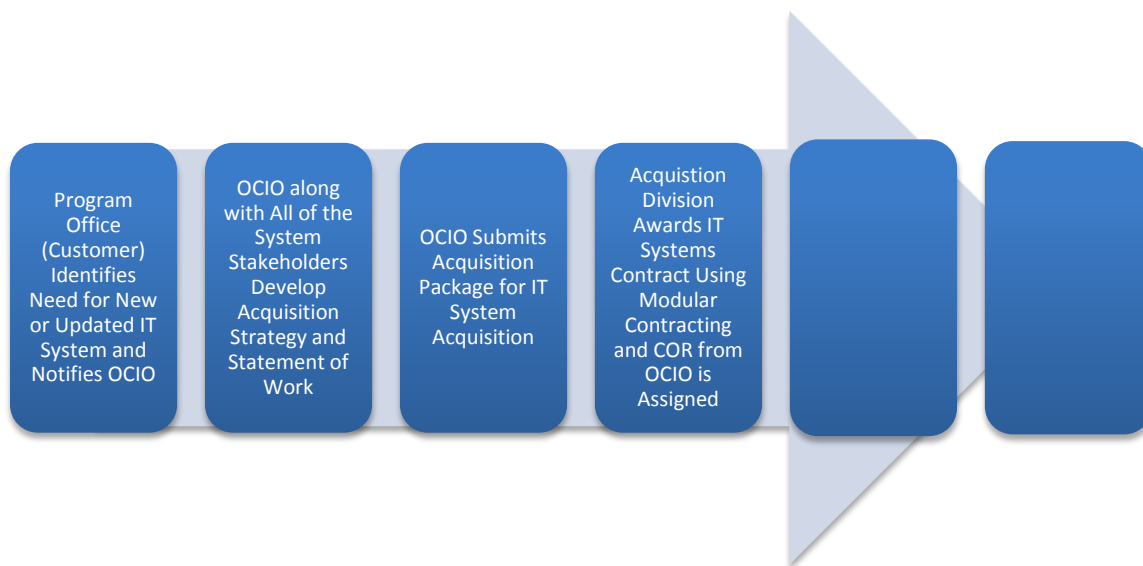 Program
Office
(Customer)
Identifies
Need for New
or Updated IT
System and
Notifies OCIO
OCIO along
with All of the
System
Stakeholders
Develop
Acquisition
Strategy and
Statement of
Work
OCIO Submits
Acquisition
Package for IT
System
Acquisition
Acquistion
Division
Awards IT
Systems
Contract Using
Modular
Contracting
and COR from
OCIO is
Assigned